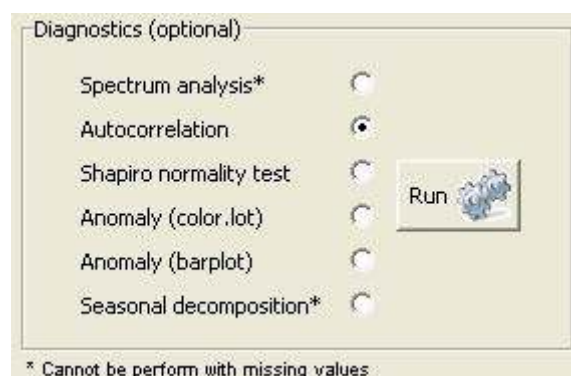 Diagnostics (optional)
Spectrum analysis*
Autocorrelation
Shapiro normality test
Run
Anomaly (color.lot)
Anomaly (barplot)
Seasonal decomposition*
* Cannot be perform with missing values